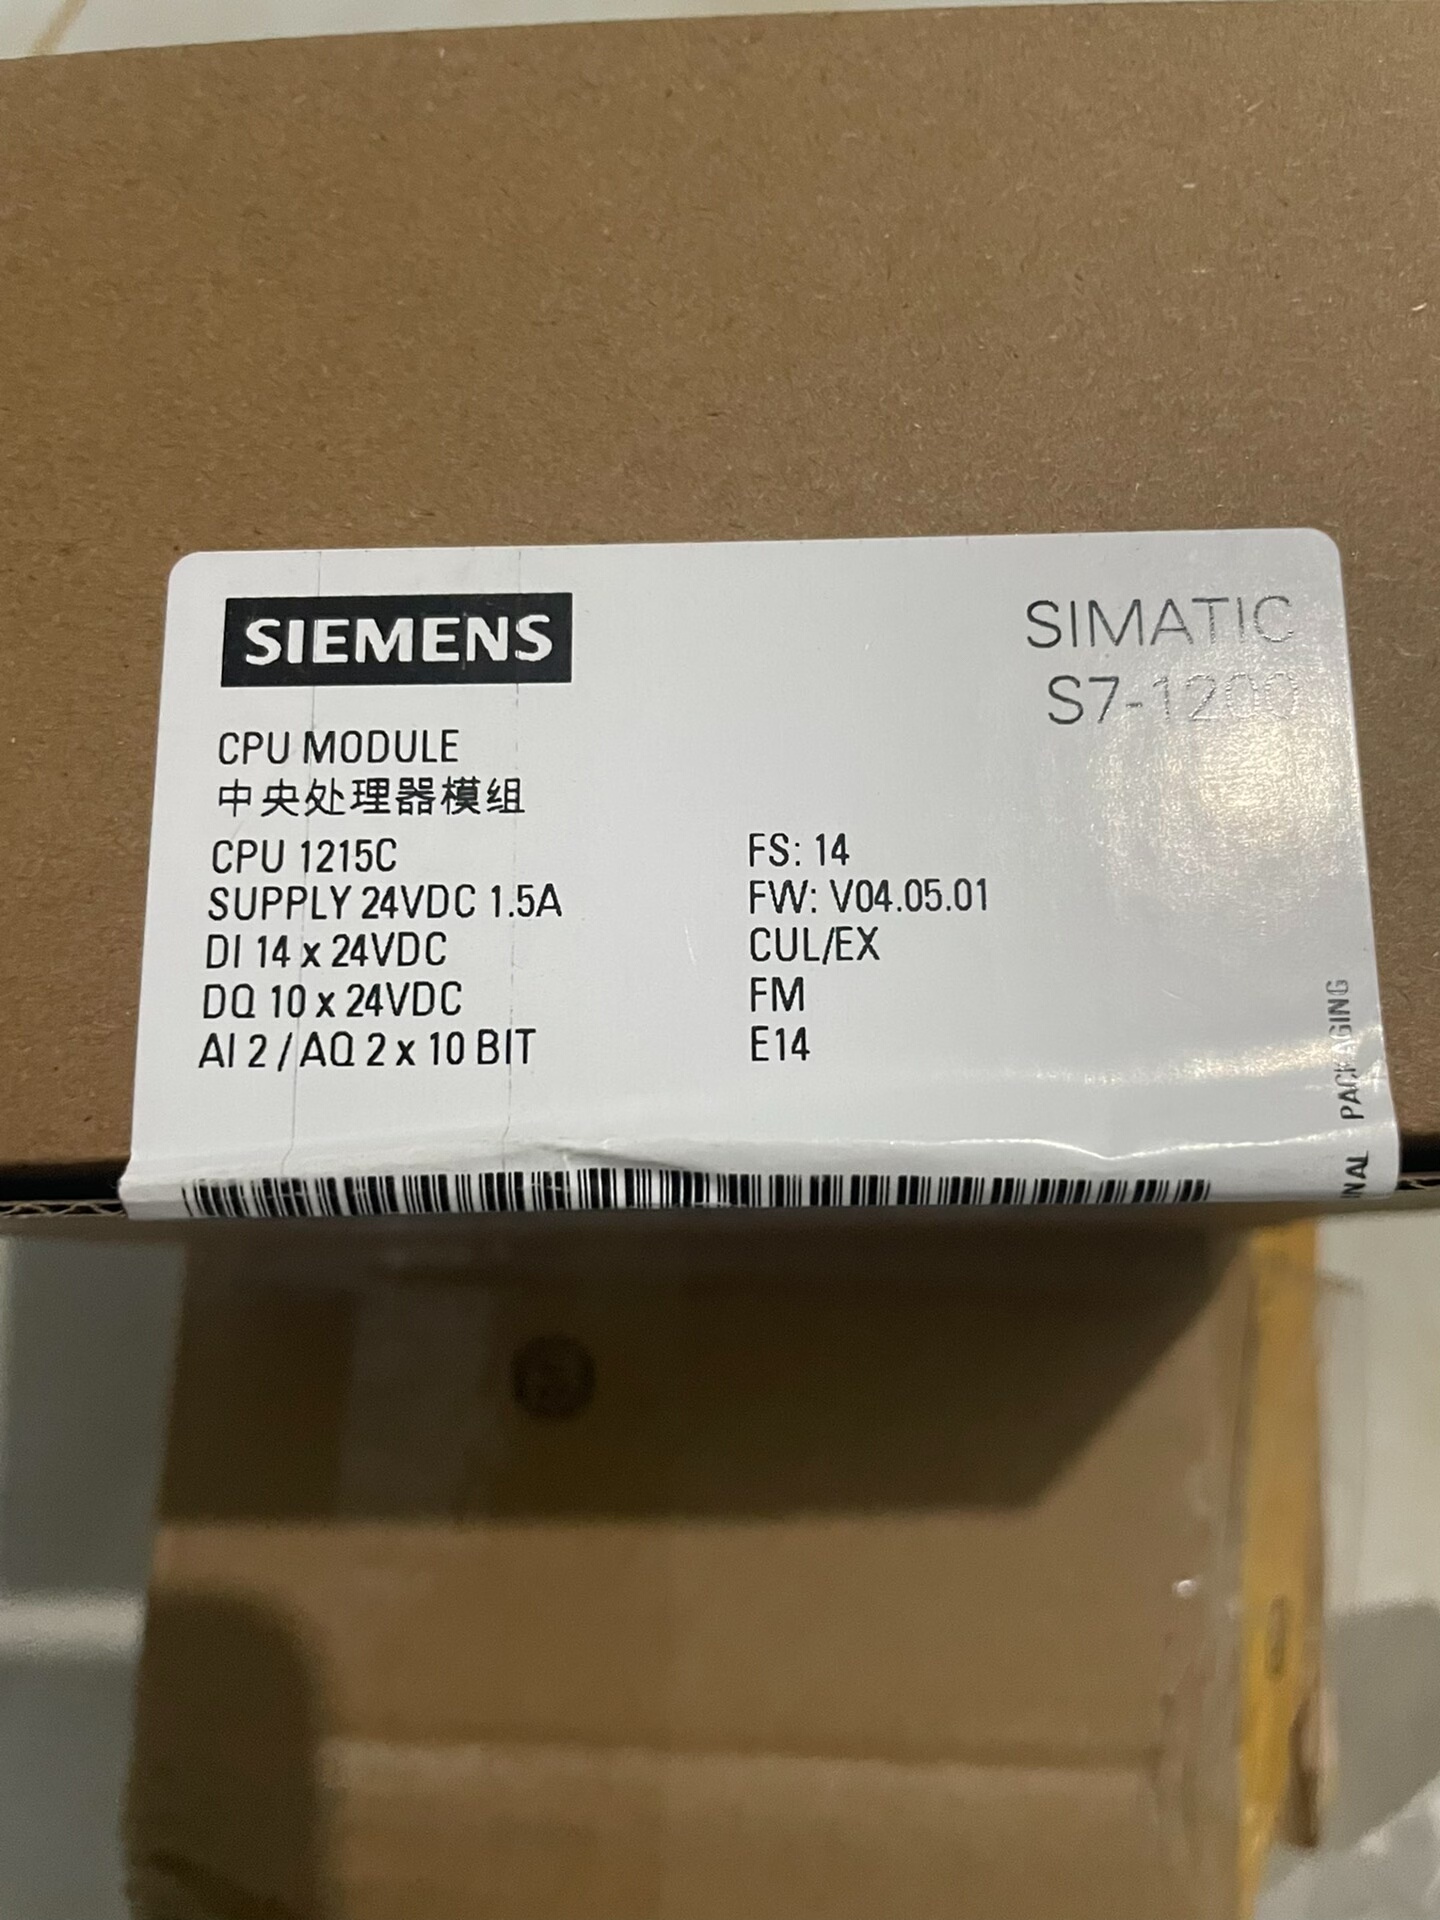 SIEMENS
SIMATIC
S7-1200
CPU MODULE
中央处理器模组
CPU 1215C
SUPPLY 24VDC 1.5A
DI 14 x 24VDC
DQ 10 x 24VDC
AI 2 / AQ 2 x 10 BIT
FS: 14
FW: V04.05.01
CUL/EX
FM
E14
PACKAGING